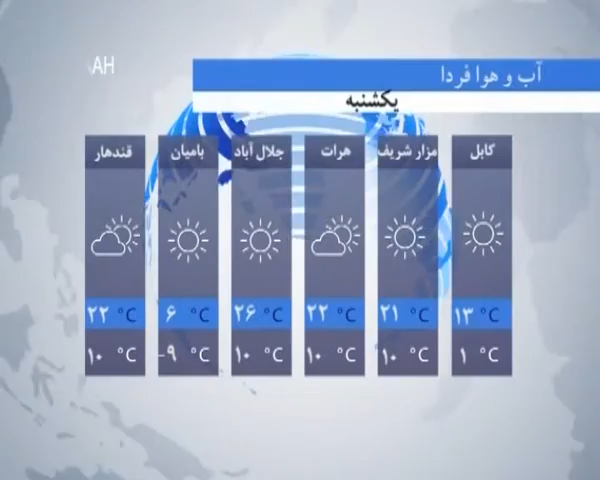 AH
آب و هوا فردا
یکشنبه
کابل مزار شریف هرات جلال آباد بامیان قندهار
۱۳ °C ۲۱ °C ۲۲ °C ۲۶ °C ۶ °C ۲۲ °C
۱ °C ۱۰ °C ۱۰ °C ۱۰ °C -۹ °C ۱۰ °C